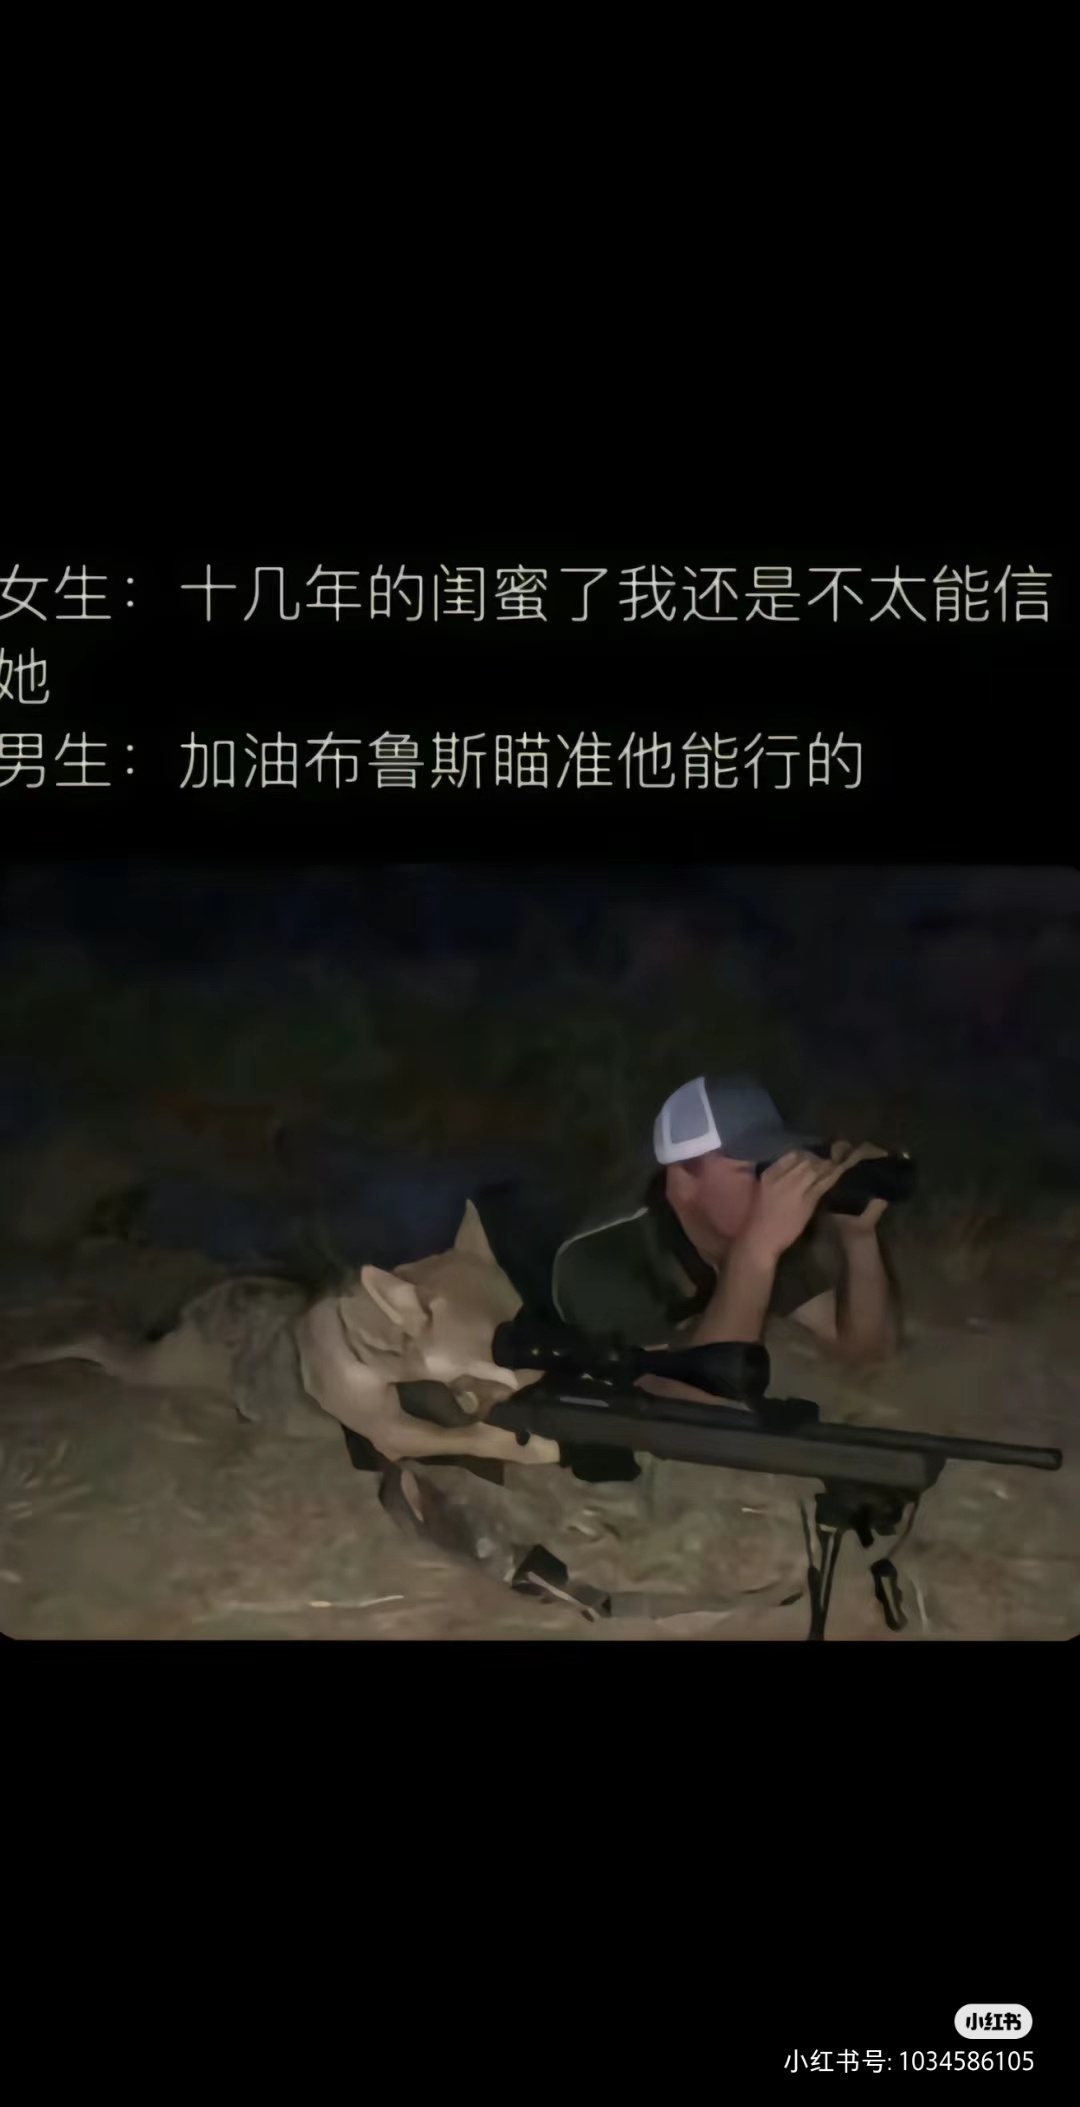 女生：十几年的闺蜜了我还是不太能信
她
男生：加油布鲁斯瞄准他能行的
小红书
小红书号: 1034586105